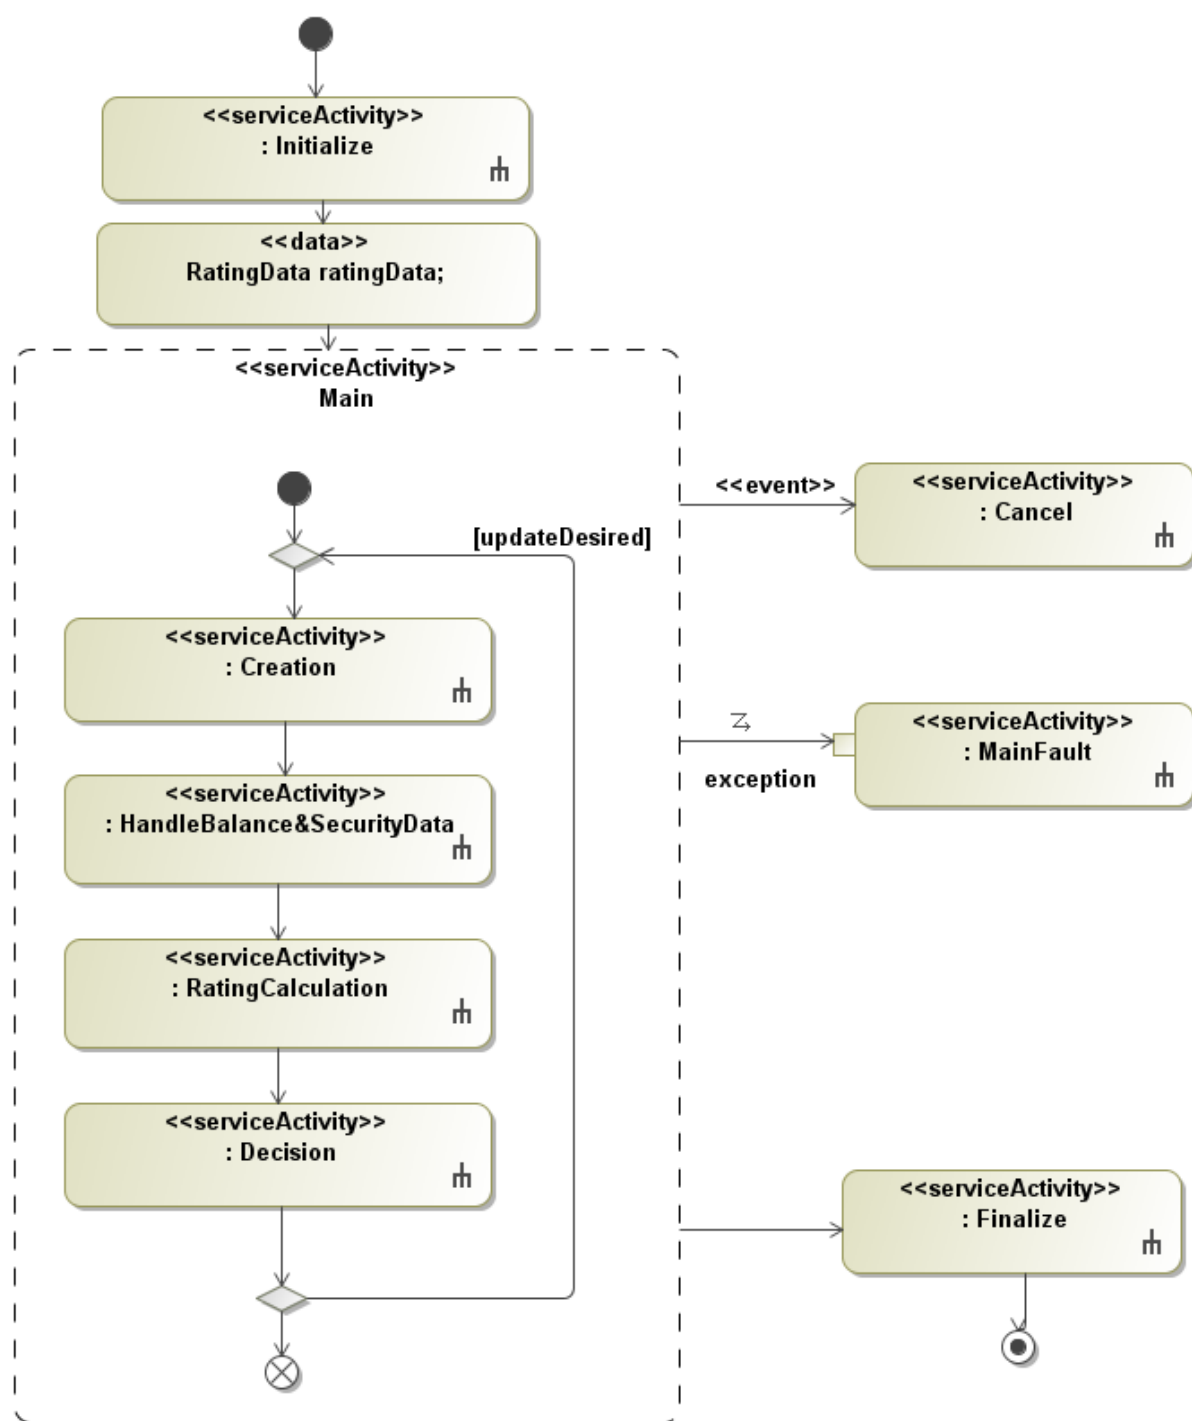 <<serviceActivity>>
: Initialize
<<data>>
RatingData ratingData;
<<serviceActivity>>
Main
[updateDesired]
<<serviceActivity>>
: Creation
<<serviceActivity>>
: HandleBalance&SecurityData
<<serviceActivity>>
: RatingCalculation
<<serviceActivity>>
: Decision
<<event>>
<<serviceActivity>>
: Cancel
exception
<<serviceActivity>>
: MainFault
<<serviceActivity>>
: Finalize